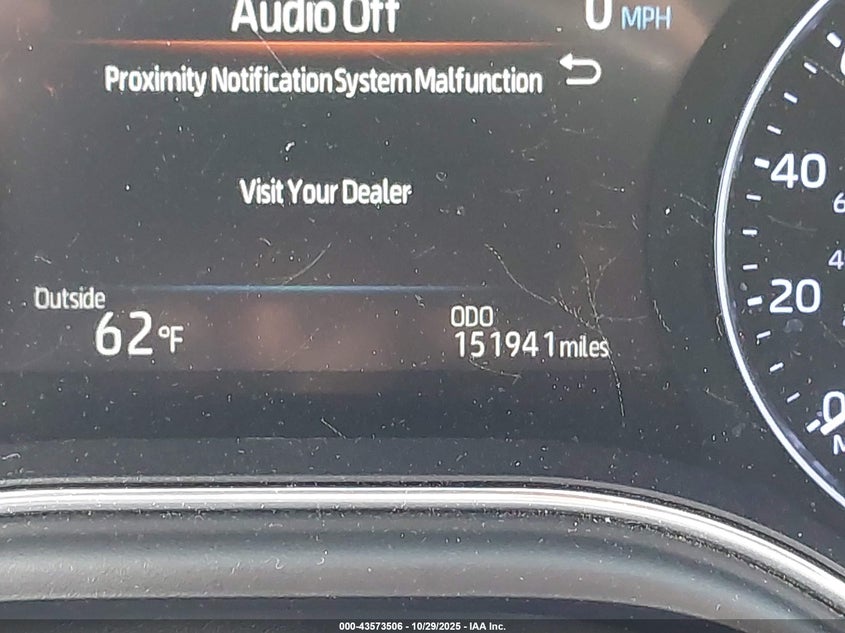 Audio Off
0 MPH
Proximity Notification System Malfunction
Visit Your Dealer
Outside
62°F
ODO
151941 miles
40
20
0
000-43573506 - 10/29/2025 - IAA Inc.